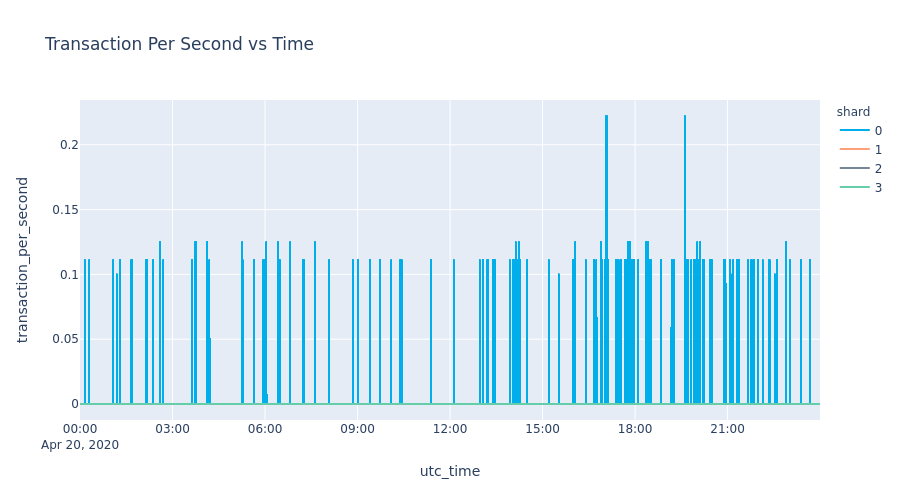 Transaction Per Second vs Time
transaction_per_second
0.2
0.15
0.1
0.05
0
00:00 03:00 06:00 09:00 12:00 15:00 18:00 21:00
Apr 20, 2020
utc_time
shard
0
1
2
3